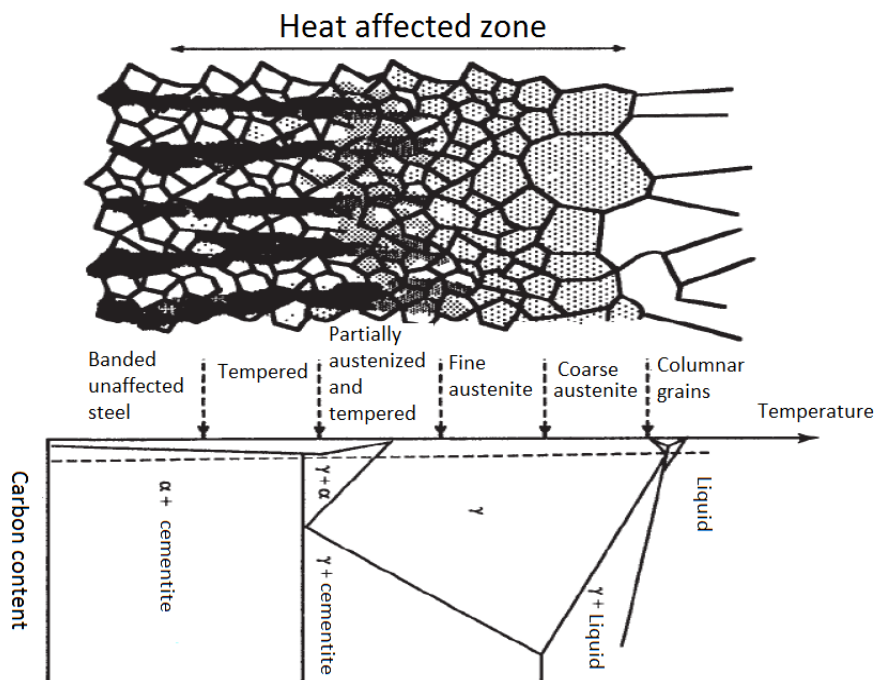 Heat affected zone
Banded
unaffected
steel
Tempered
Partially
austenized
and
tempered
Fine
austenite
Coarse
austenite
Columnar
grains
Temperature
Carbon content
α + cementite
γ + α
γ + cementite
γ
γ + Liquid
Liquid